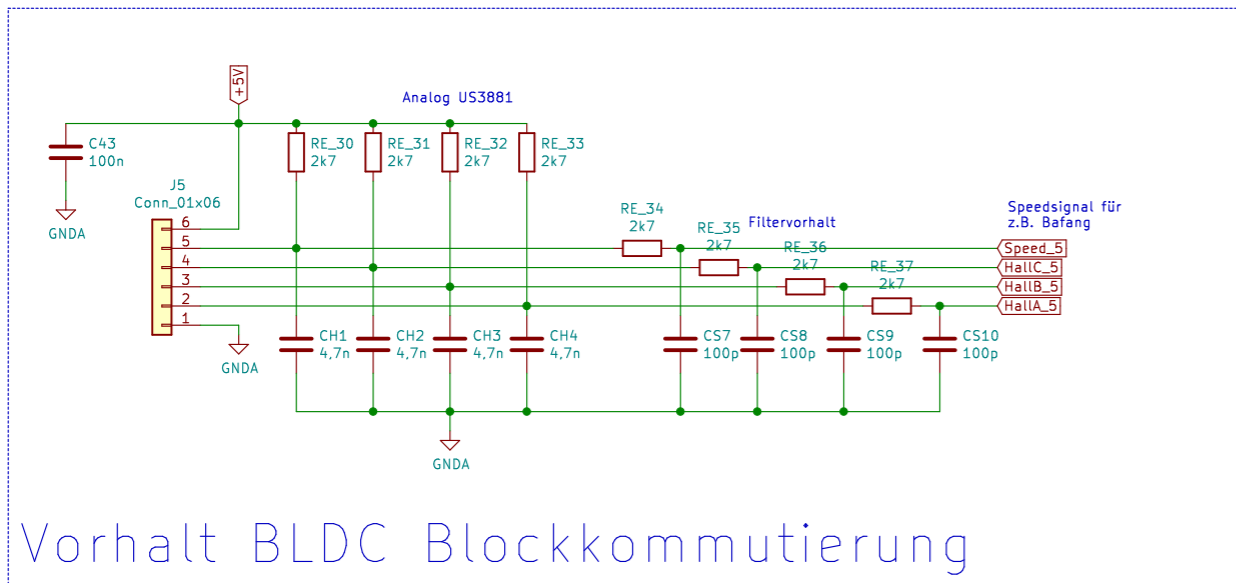 +5V
Analog US3881
C43
100n
RE_30
2k7
RE_31
2k7
RE_32
2k7
RE_33
2k7
J5
Conn_01x06
GNDA
6
5
4
3
2
1
RE_34
2k7
Filtervorhalt
RE_35
2k7
RE_36
2k7
RE_37
2k7
Speedsignal für
z.B. Bafang
Speed_5
HallC_5
HallB_5
HallA_5
GNDA
CH1
4,7n
CH2
4,7n
CH3
4,7n
CH4
4,7n
CS7
100p
CS8
100p
CS9
100p
CS10
100p
GNDA
Vorhalt BLDC Blockkommutierung